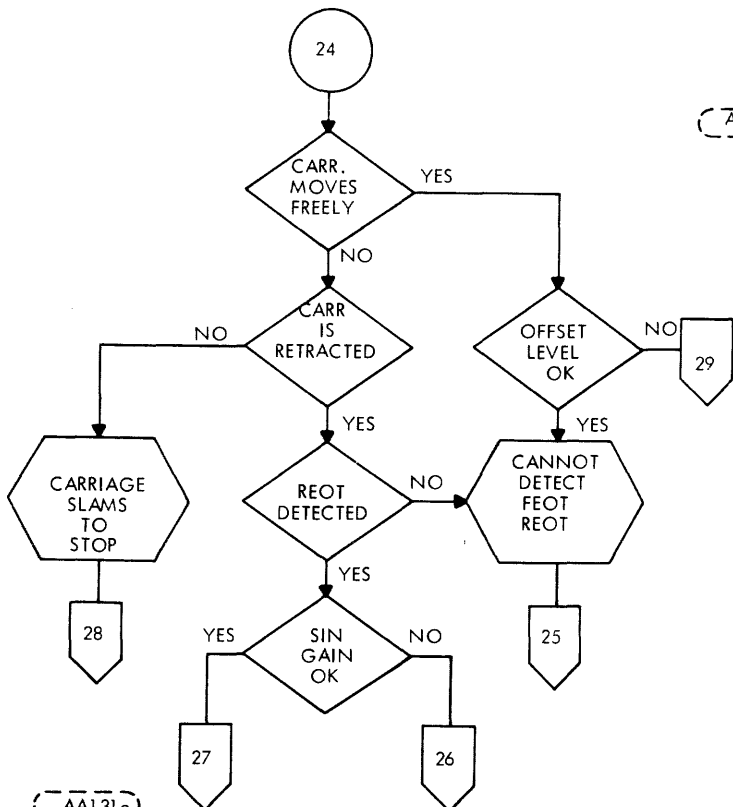 24
A
CARR.
MOVES
FREELY
YES
NO
CARR
IS
RETRACTED
NO
YES
OFFSET
LEVEL
OK
NO
29
YES
CARRIAGE
SLAMS
TO
STOP
28
REOT
DETECTED
NO
YES
CANNOT
DETECT
FEOT
REOT
25
SIN
GAIN
OK
YES
NO
27
26